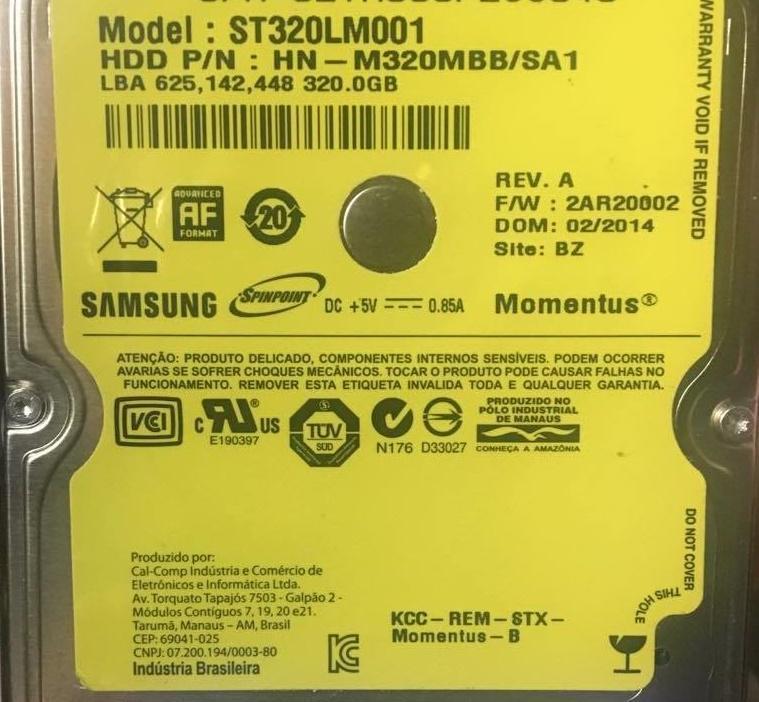 Model : ST320LM001
HDD P/N : HN-M320MBB/SA1
LBA 625,142,448 320.0GB
WARRANTY VOID IF REMOVED
ADVANCED
AF
FORMAT
20
REV. A
F/W : 2AR20002
DOM: 02/2014
Site: BZ
SAMSUNG SPINPOINT DC +5V 0.85A Momentus®
ATENÇÃO: PRODUTO DELICADO, COMPONENTES INTERNOS SENSÍVEIS. PODEM OCORRER
AVARIAS SE SOFRER CHOQUES MECÂNICOS. TOCAR O PRODUTO PODE CAUSAR FALHAS NO
FUNCIONAMENTO. REMOVER ESTA ETIQUETA INVALIDA TODA E QUALQUER GARANTIA.
VCI
C RU® US
E190397
TÜV
SÜD
N176 D33027
PRODUZIDO NO
PÓLO INDUSTRIAL
DE MANAUS
CONHEÇA A AMAZÔNIA
DO NOT COVER
THIS HOLE
Produzido por:
Cal-Comp Indústria e Comércio de
Eletrônicos e Informática Ltda.
Av. Torquato Tapajós 7503 - Galpão 2 -
Módulos Contíguos 7, 19, 20 e21.
Tarumã, Manaus – AM, Brasil
CEP: 69041-025
CNPJ: 07.200.194/0003-80
Indústria Brasileira
KCC-REM-STX-
Momentus-B